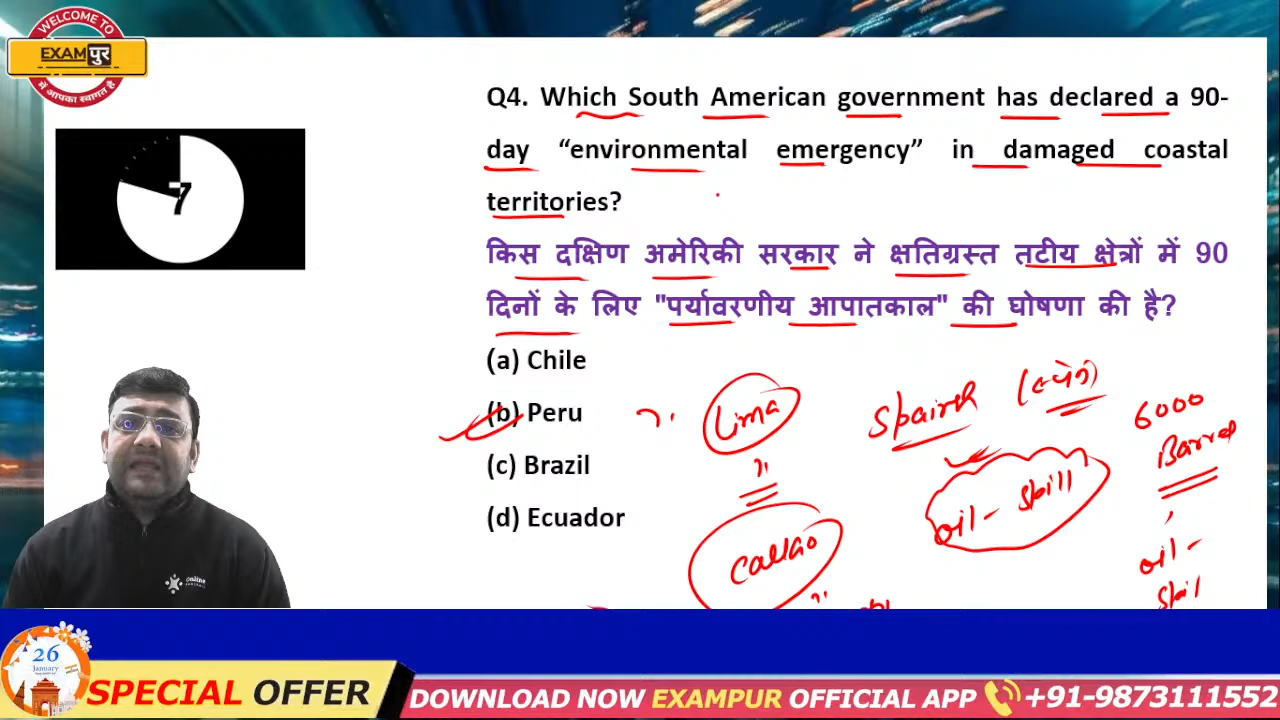 WELCOME TO
EXAMपुर
में आपका स्वागत है
7
Q4. Which South American government has declared a 90-
day “environmental emergency” in damaged coastal
territories?
किस दक्षिण अमेरिकी सरकार ने क्षतिग्रस्त तटीय क्षेत्रों में 90
दिनों के लिए "पर्यावरणीय आपातकाल" की घोषणा की है?
(a) Chile
(b) Peru
(c) Brazil
(d) Ecuador
Lima
(स्पेन)
6000
Barrel
oil-spill
Callao
oil-
spil
online
26
January
SPECIAL OFFER
DOWNLOAD NOW EXAMPUR OFFICIAL APP
+91-9873111552